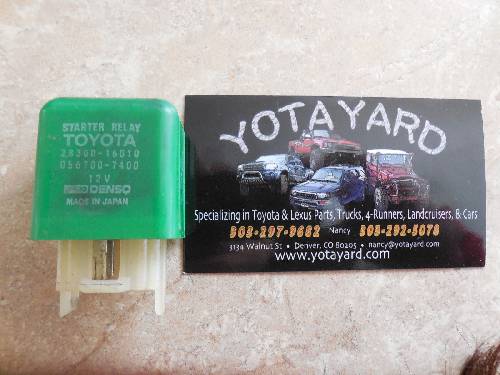 STARTER RELAY
TOYOTA
28300-16010
056700-7400
12V
DENSO
MADE IN JAPAN
YOTA YARD
Specializing in Toyota & Lexus Parts, Trucks, 4-Runners, Landcruisers, & Cars
303-297-9682 Nancy 303-292-5078
3134 Walnut St • Denver, CO 80205 • nancy@yotayard.com
www.yotayard.com